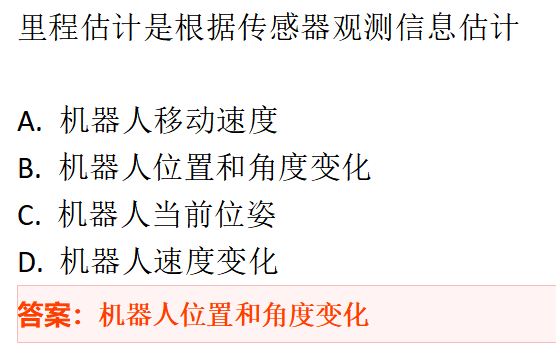 里程估计是根据传感器观测信息估计
A. 机器人移动速度
B. 机器人位置和角度变化
C. 机器人当前位姿
D. 机器人速度变化
答案：机器人位置和角度变化